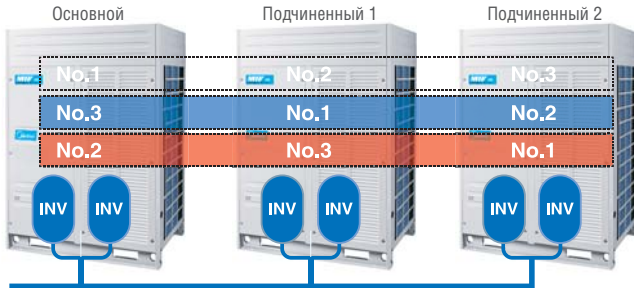 Основной Подчиненный 1 Подчиненный 2
No.1 No.2 No.3
No.3 No.1 No.2
No.2 No.3 No.1
INV INV INV INV INV INV